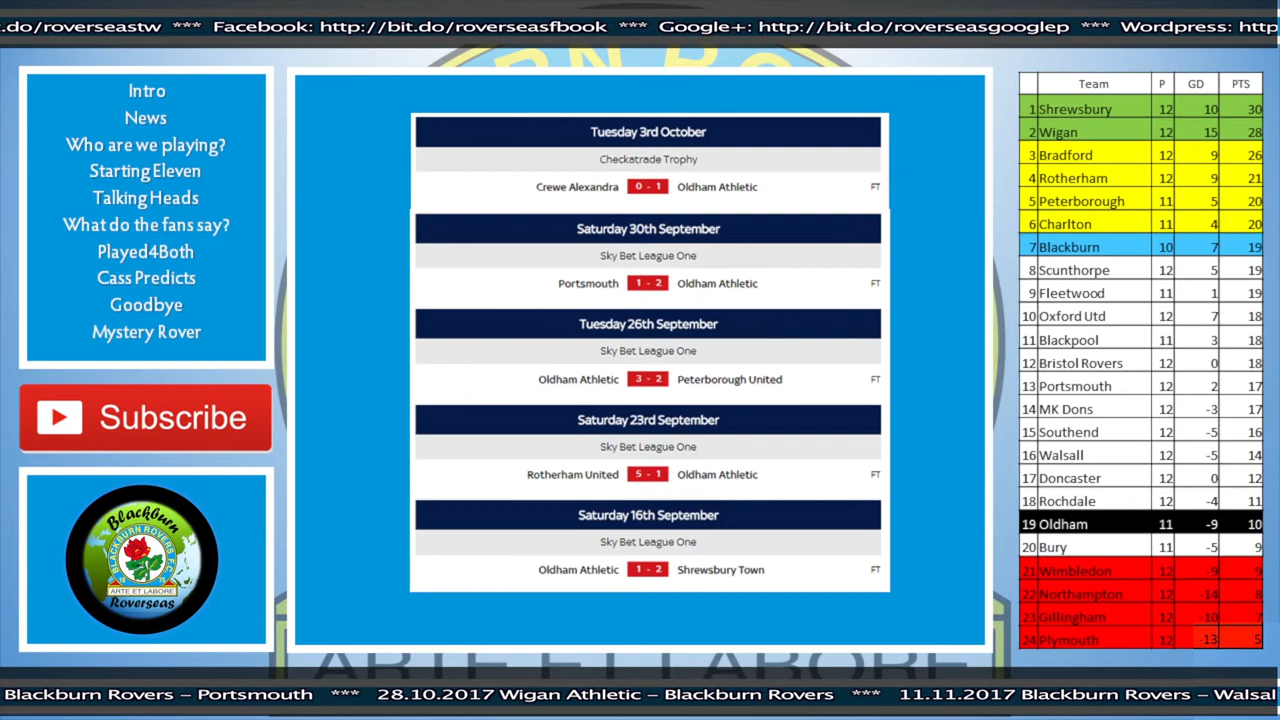 .do/roverseastw *** Facebook: http://bit.do/roverseasfbook *** Google+: http://bit.do/roverseasgooglep *** Wordpress: http
Intro
News
Who are we playing?
Starting Eleven
Talking Heads
What do the fans say?
Played4Both
Cass Predicts
Goodbye
Mystery Rover
Subscribe
Blackburn
BLACKBURN ROVERS F.C.
18 75
ARTE ET LABORE
Roverseas
Tuesday 3rd October
Checkatrade Trophy
Crewe Alexandra 0 - 1 Oldham Athletic FT
Saturday 30th September
Sky Bet League One
Portsmouth 1 - 2 Oldham Athletic FT
Tuesday 26th September
Sky Bet League One
Oldham Athletic 3 - 2 Peterborough United FT
Saturday 23rd September
Sky Bet League One
Rotherham United 5 - 1 Oldham Athletic FT
Saturday 16th September
Sky Bet League One
Oldham Athletic 1 - 2 Shrewsbury Town FT
Team P GD PTS
1 Shrewsbury 12 10 30
2 Wigan 12 15 28
3 Bradford 12 9 26
4 Rotherham 12 9 21
5 Peterborough 11 5 20
6 Charlton 11 4 20
7 Blackburn 10 7 19
8 Scunthorpe 12 5 19
9 Fleetwood 11 1 19
10 Oxford Utd 12 7 18
11 Blackpool 11 3 18
12 Bristol Rovers 12 0 18
13 Portsmouth 12 2 17
14 MK Dons 12 -3 17
15 Southend 12 -5 16
16 Walsall 12 -5 14
17 Doncaster 12 0 12
18 Rochdale 12 -4 11
19 Oldham 11 -9 10
20 Bury 11 -5 9
21 Wimbledon 12 -9 9
22 Northampton 12 -14 8
23 Gillingham 12 -10 7
24 Plymouth 12 -13 5
ARTE ET LABORE
Blackburn Rovers – Portsmouth *** 28.10.2017 Wigan Athletic – Blackburn Rovers *** 11.11.2017 Blackburn Rovers – Walsal